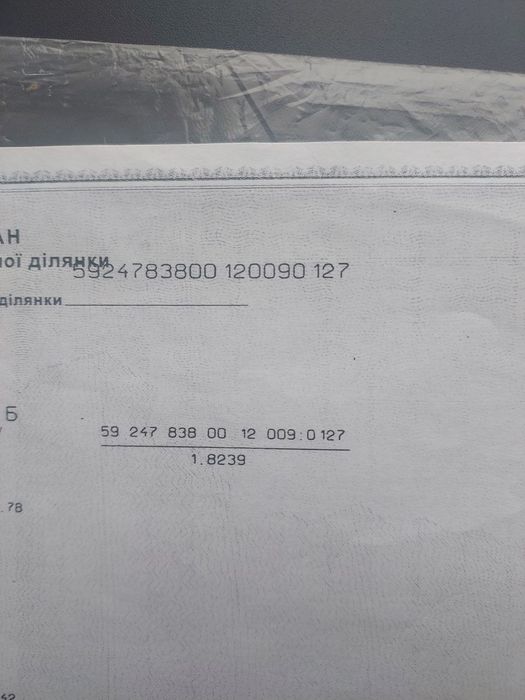 АН
ної ділянки
5924783800 120090 127
ділянки
Б
59 247 838 00 12 009:0 127
1.8239
.78